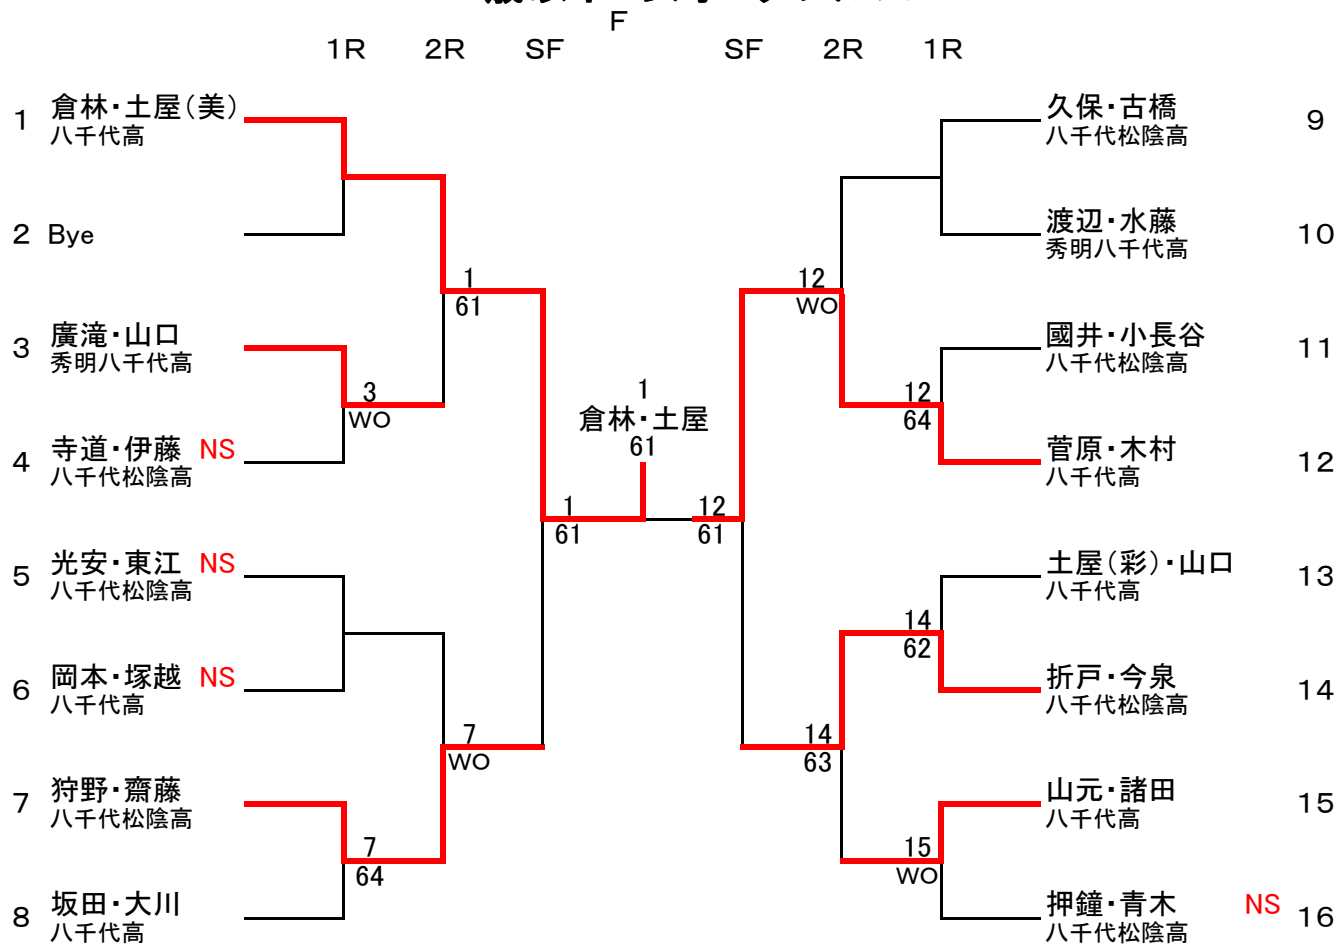 F
1R 2R SF SF 2R 1R
1 倉林・土屋(美)
八千代高
2 Bye
3 廣滝・山口
秀明八千代高
4 寺道・伊藤 NS
八千代松陰高
5 光安・東江 NS
八千代松陰高
6 岡本・塚越 NS
八千代高
7 狩野・齋藤
八千代松陰高
8 坂田・大川
八千代高
3
WO
7
64
1
61
7
WO
1
61
1
倉林・土屋
61
12
61
12
WO
14
63
12
64
14
62
15
WO
久保・古橋 9
八千代松陰高
渡辺・水藤 10
秀明八千代高
國井・小長谷 11
八千代松陰高
菅原・木村 12
八千代高
土屋(彩)・山口 13
八千代高
折戸・今泉 14
八千代松陰高
山元・諸田 15
八千代高
押鐘・青木 NS 16
八千代松陰高